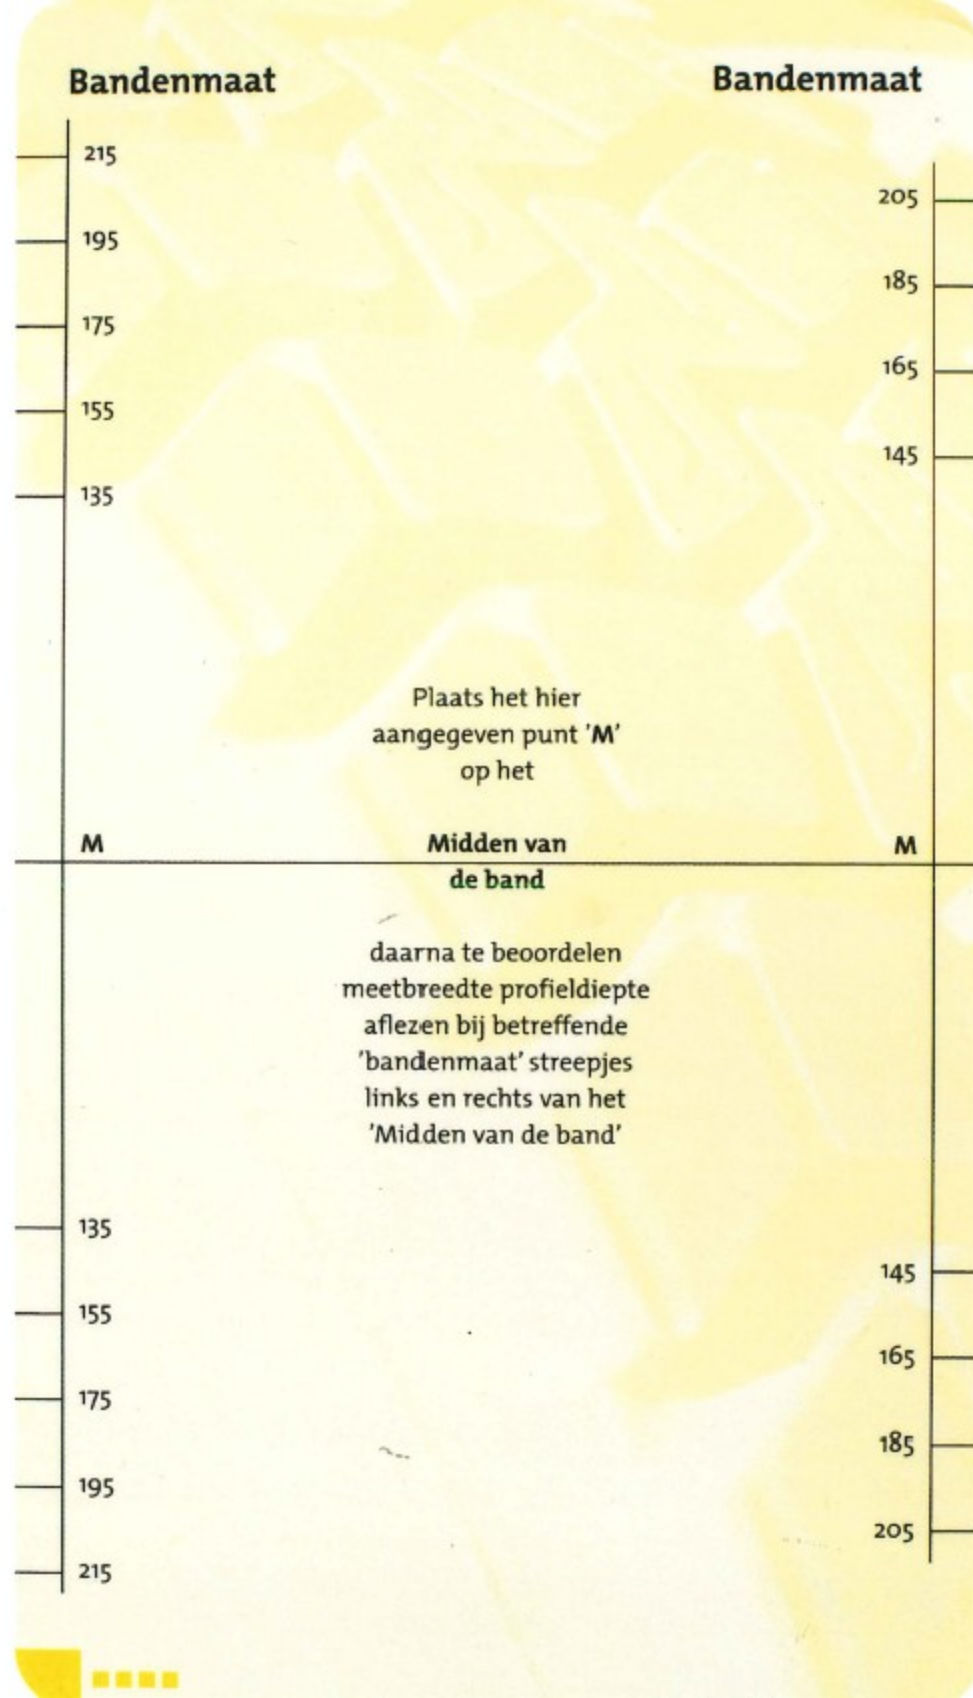 Bandenmaat Bandenmaat
215
205
195
185
175
165
155
145
135
Plaats het hier
aangegeven punt 'M'
op het
M Midden van M
de band
daarna te beoordelen
meetbreedte profieldiepte
aflezen bij betreffende
'bandenmaat' streepjes
links en rechts van het
'Midden van de band'
135
145
155
165
175
185
195
205
215